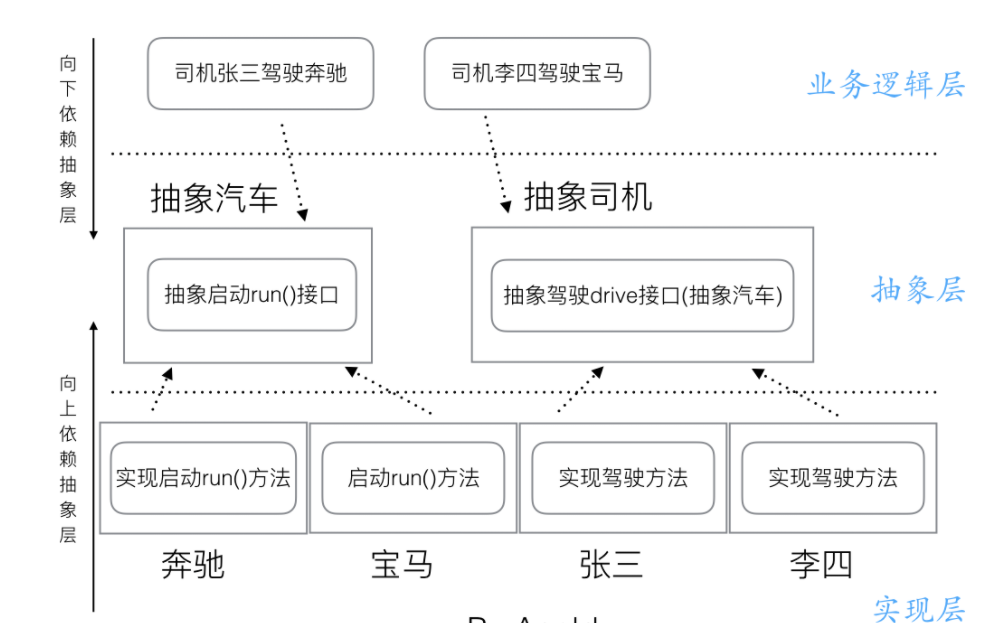 司机张三驾驶奔驰
司机李四驾驶宝马
业务逻辑层
向下依赖抽象层
抽象汽车
抽象司机
抽象启动run()接口
抽象驾驶drive接口(抽象汽车)
抽象层
向上依赖抽象层
实现启动run()方法
启动run()方法
实现驾驶方法
实现驾驶方法
奔驰
宝马
张三
李四
实现层